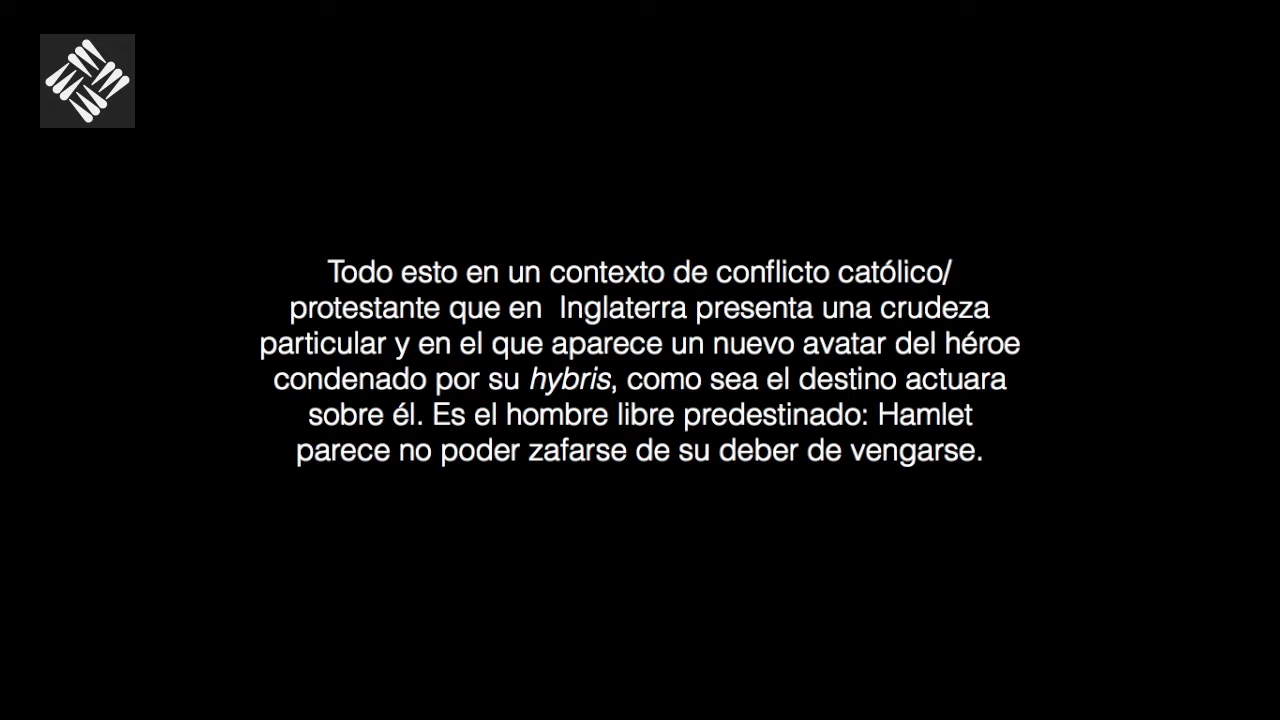 Todo esto en un contexto de conflicto católico/
protestante que en  Inglaterra presenta una crudeza
particular y en el que aparece un nuevo avatar del héroe
condenado por su hybris, como sea el destino actuara
sobre él. Es el hombre libre predestinado: Hamlet
parece no poder zafarse de su deber de vengarse.